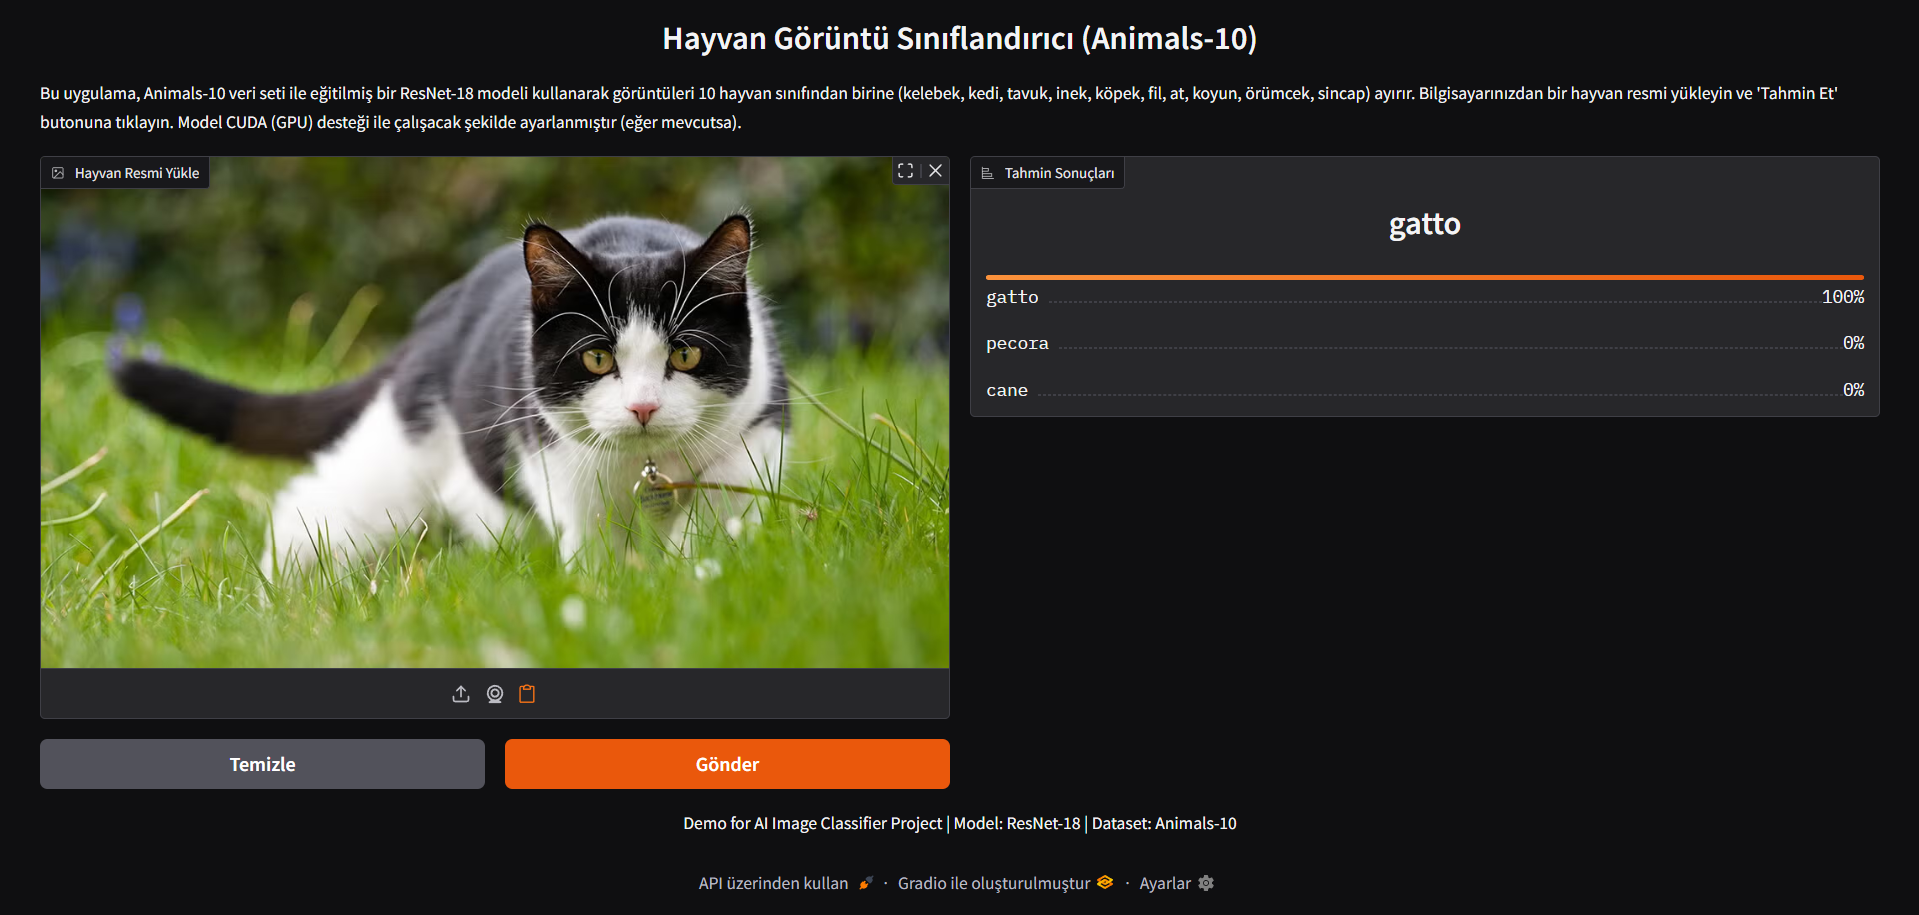 Hayvan Görüntü Sınıflandırıcı (Animals-10)
Bu uygulama, Animals-10 veri seti ile eğitilmiş bir ResNet-18 modeli kullanarak görüntüleri 10 hayvan sınıfından birine (kelebek, kedi, tavuk, inek, köpek, fil, at, koyun, örümcek, sincap) ayırır. Bilgisayarınızdan bir hayvan resmi yükleyin ve 'Tahmin Et'
butonuna tıklayın. Model CUDA (GPU) desteği ile çalışacak şekilde ayarlanmıştır (eğer mevcutsa).
Hayvan Resmi Yükle
Tahmin Sonuçları
gatto
gatto 100%
pecora 0%
cane 0%
Temizle
Gönder
Demo for AI Image Classifier Project | Model: ResNet-18 | Dataset: Animals-10
API üzerinden kullan · Gradio ile oluşturulmuştur · Ayarlar